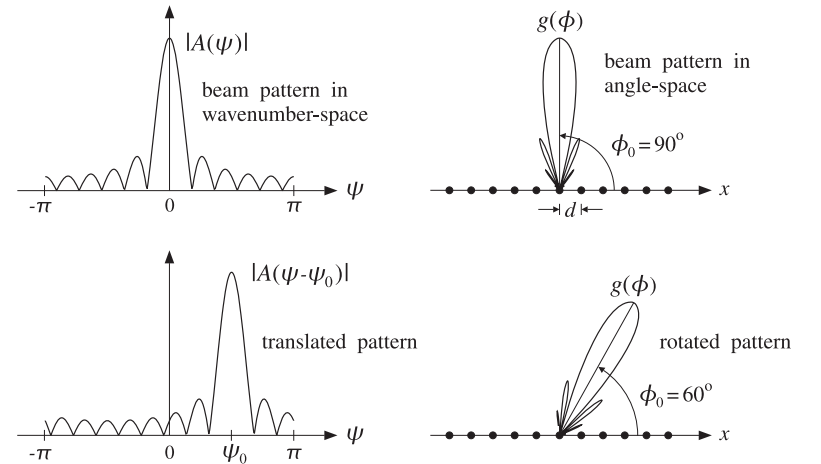 |A(ψ)|
beam pattern in
wavenumber-space
-π
0
π
ψ
g(ϕ)
beam pattern in
angle-space
ϕ₀ = 90°
d
x
|A(ψ-ψ₀)|
translated pattern
-π
0
ψ₀
π
ψ
g(ϕ)
rotated pattern
ϕ₀ = 60°
x